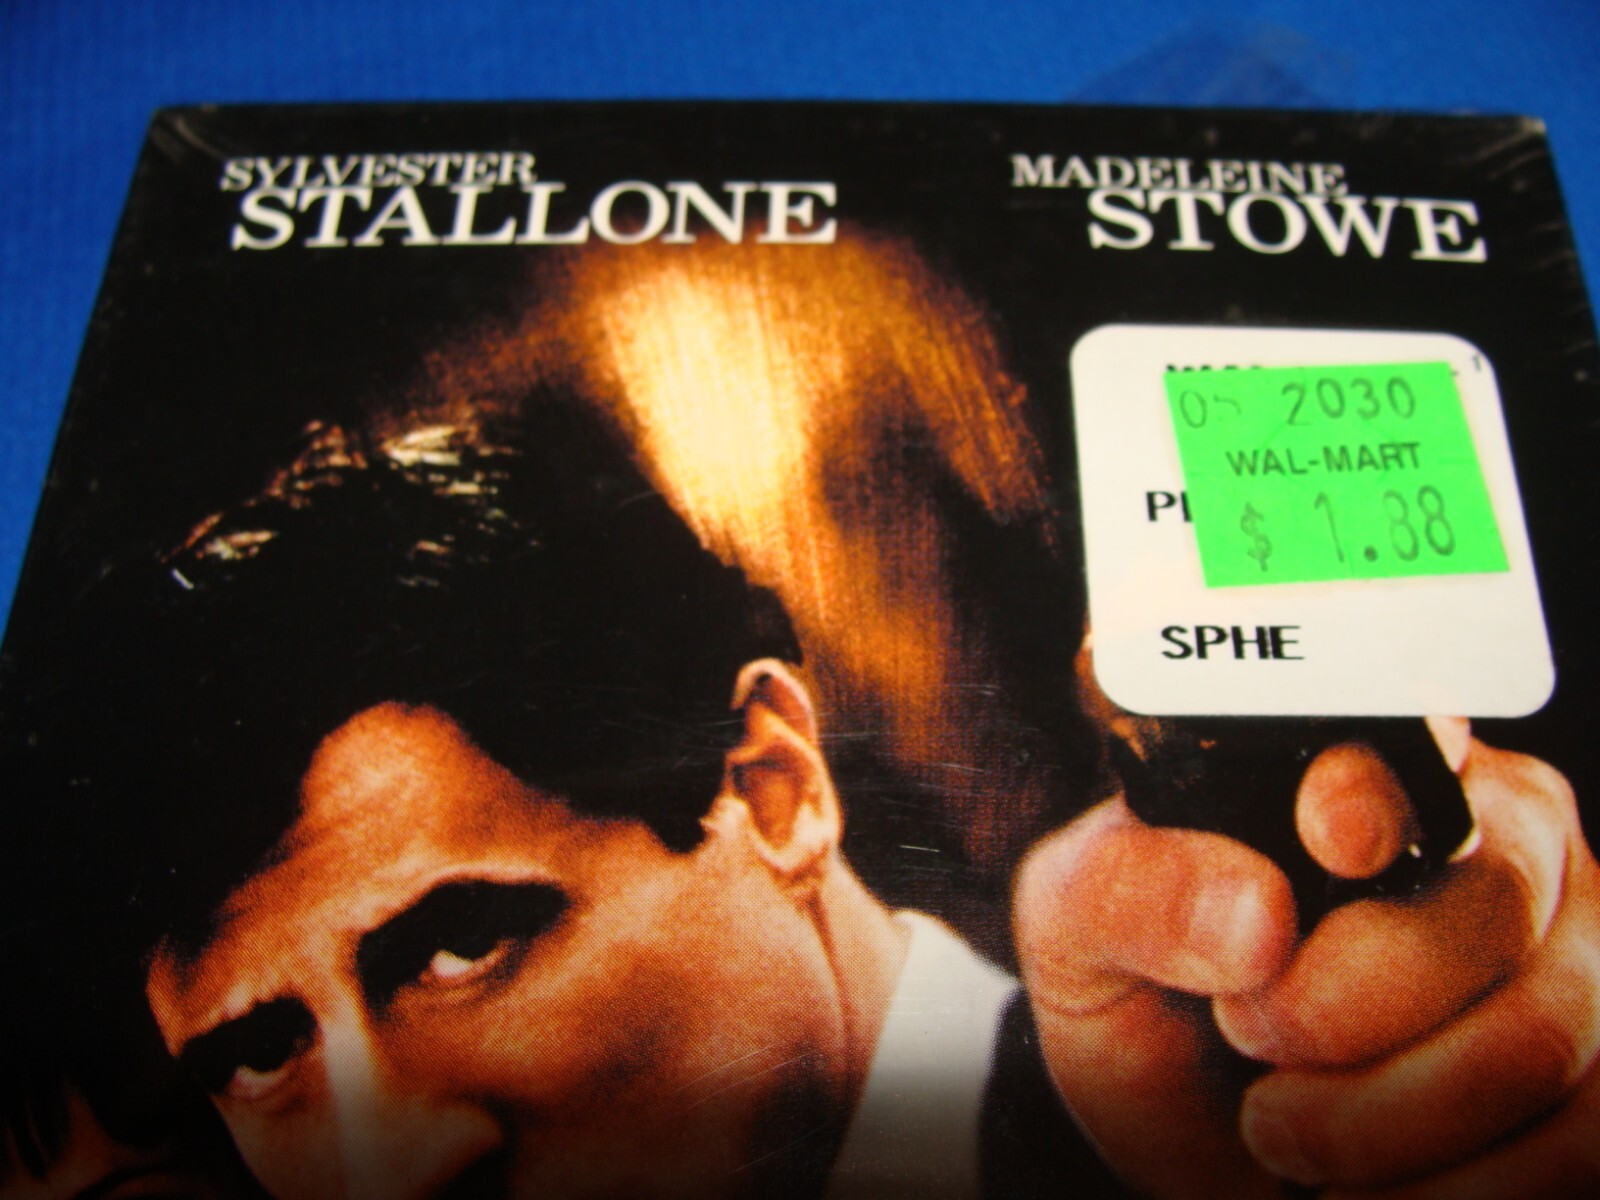 SYLVESTER
STALLONE
MADELEINE
STOWE
2030
WAL-MART
$ 1.88
SPHE